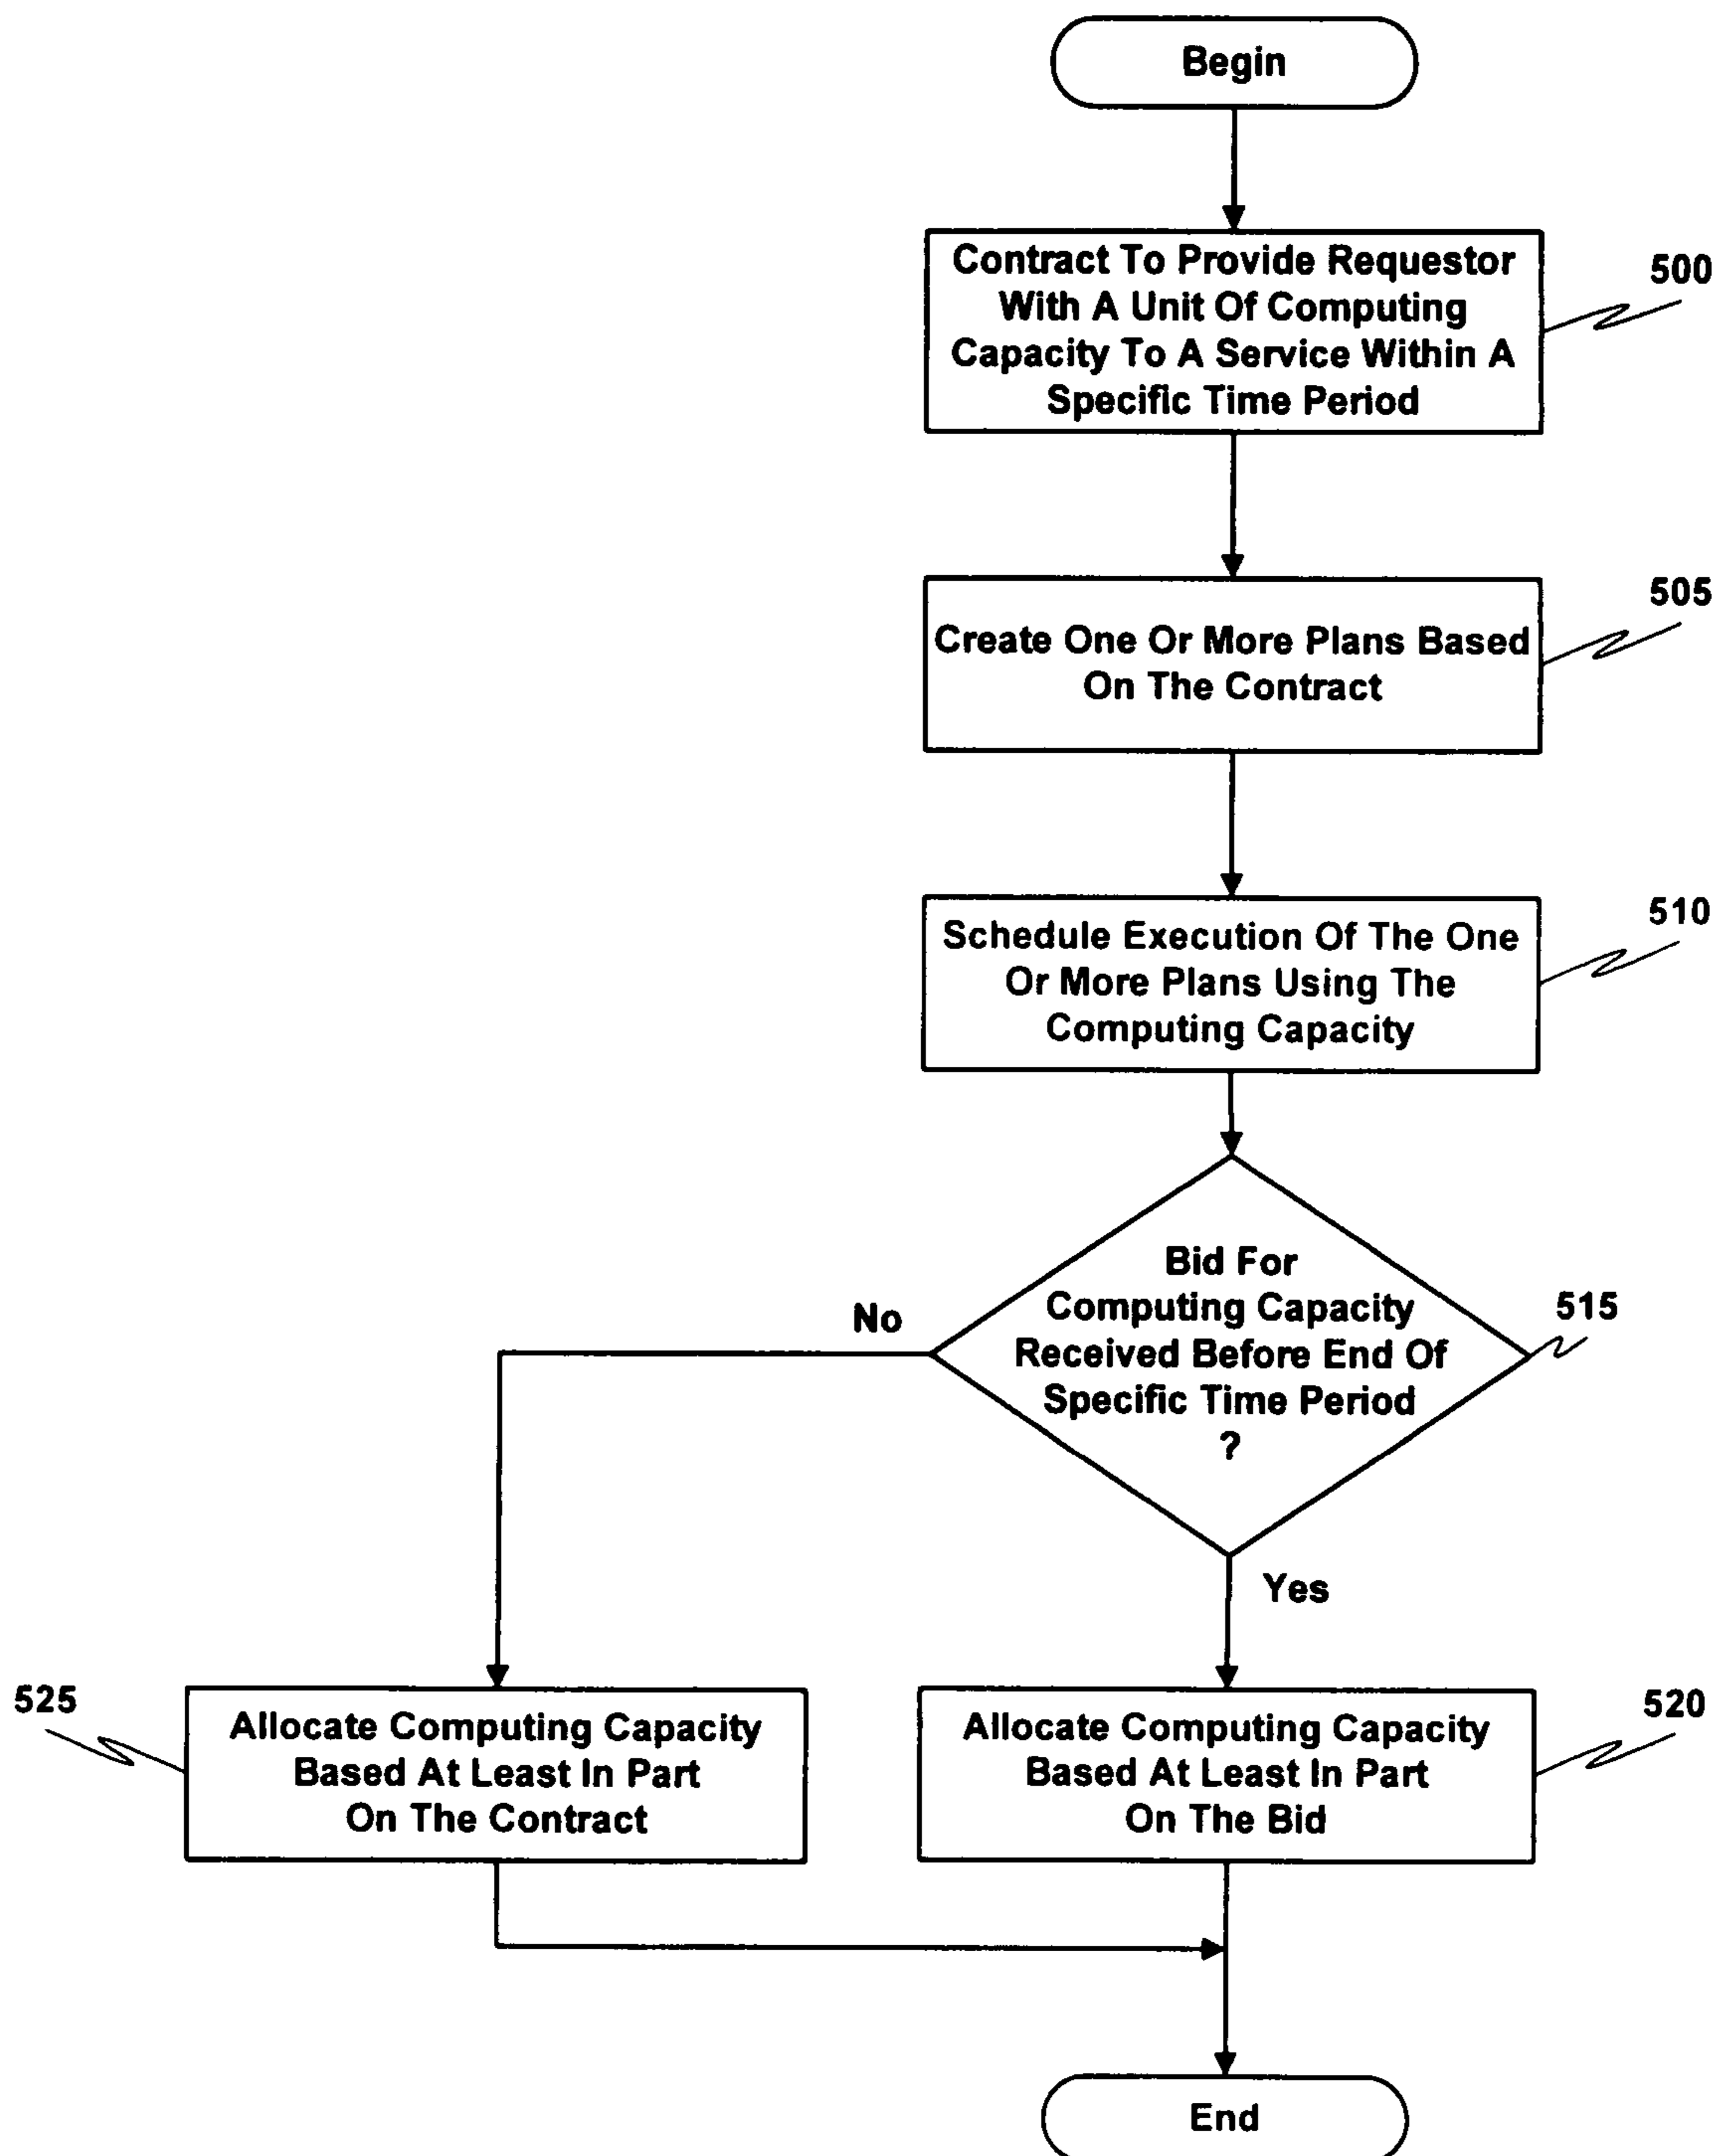 Begin
Contract To Provide Requestor
With A Unit Of Computing
Capacity To A Service Within A
Specific Time Period
500
Create One Or More Plans Based
On The Contract
505
Schedule Execution Of The One
Or More Plans Using The
Computing Capacity
510
Bid For
Computing Capacity
Received Before End Of
Specific Time Period
?
515
No
Yes
525
Allocate Computing Capacity
Based At Least In Part
On The Contract
Allocate Computing Capacity
Based At Least In Part
On The Bid
520
End